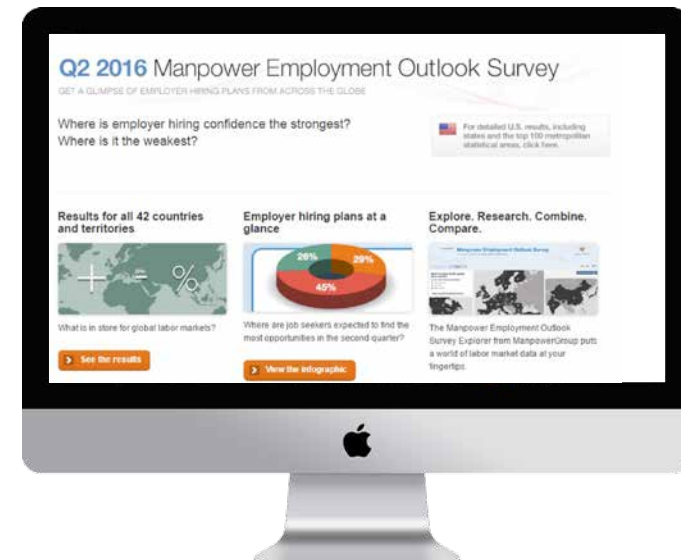 Q2 2016 Manpower Employment Outlook Survey
GET A GLIMPSE OF EMPLOYER HIRING PLANS FROM ACROSS THE GLOBE
Where is employer hiring confidence the strongest?
Where is it the weakest?
For detailed U.S. results, including
states and the top 100 metropolitan
statistical areas, click here.
Results for all 42 countries
and territories
+ - %
What is in store for global labor markets?
See the results
Employer hiring plans at a
glance
26%
29%
45%
Where are job seekers expected to find the
most opportunities in the second quarter?
View the infographic
Explore. Research. Combine.
Compare.
Manpower Employment Outlook Survey
The Manpower Employment Outlook
Survey Explorer from ManpowerGroup puts
a world of labor market data at your
fingertips.